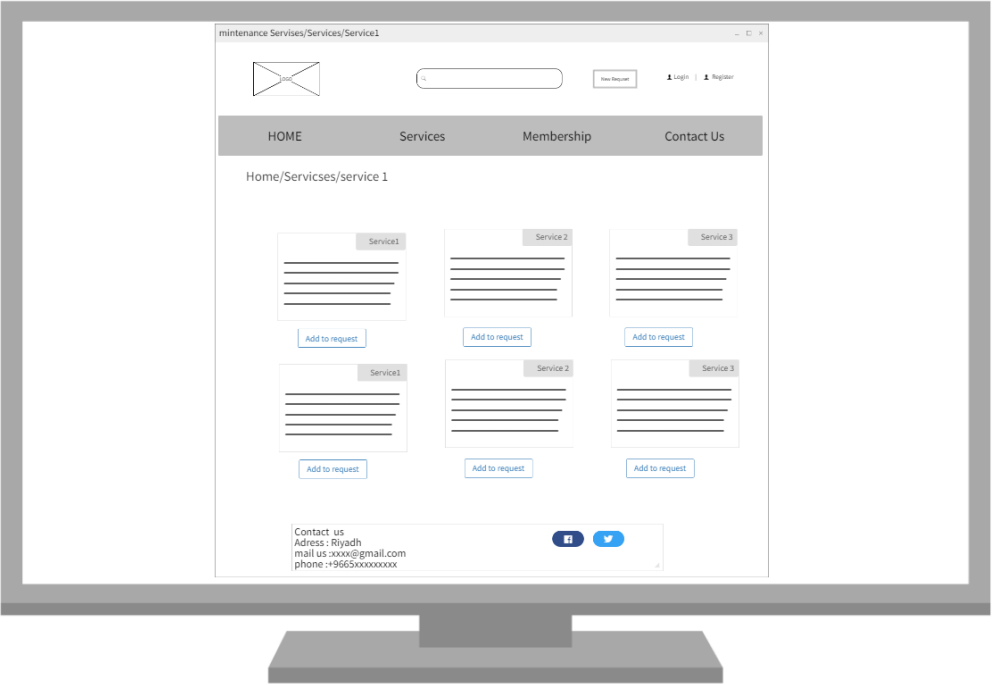 mintenance Servises/Services/Service1
LOGO
New Request
Login | Register
HOME Services Membership Contact Us
Home/Servicses/service 1
Service1 Service 2 Service 3
Add to request Add to request Add to request
Service1 Service 2 Service 3
Add to request Add to request Add to request
Contact us
Adress : Riyadh
mail us :xxxx@gmail.com
phone :+9665xxxxxxxxx